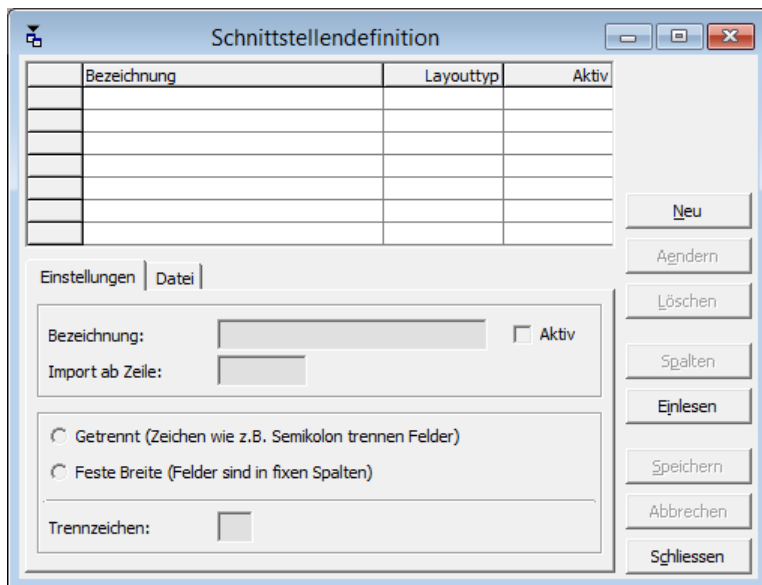 Schnittstellendefinition
Bezeichnung Layouttyp Aktiv
Neu
Aendern
Löschen
Spalten
Einlesen
Speichern
Abbrechen
Schliessen
Einstellungen Datei
Bezeichnung: Aktiv
Import ab Zeile:
Getrennt (Zeichen wie z.B. Semikolon trennen Felder)
Feste Breite (Felder sind in fixen Spalten)
Trennzeichen: